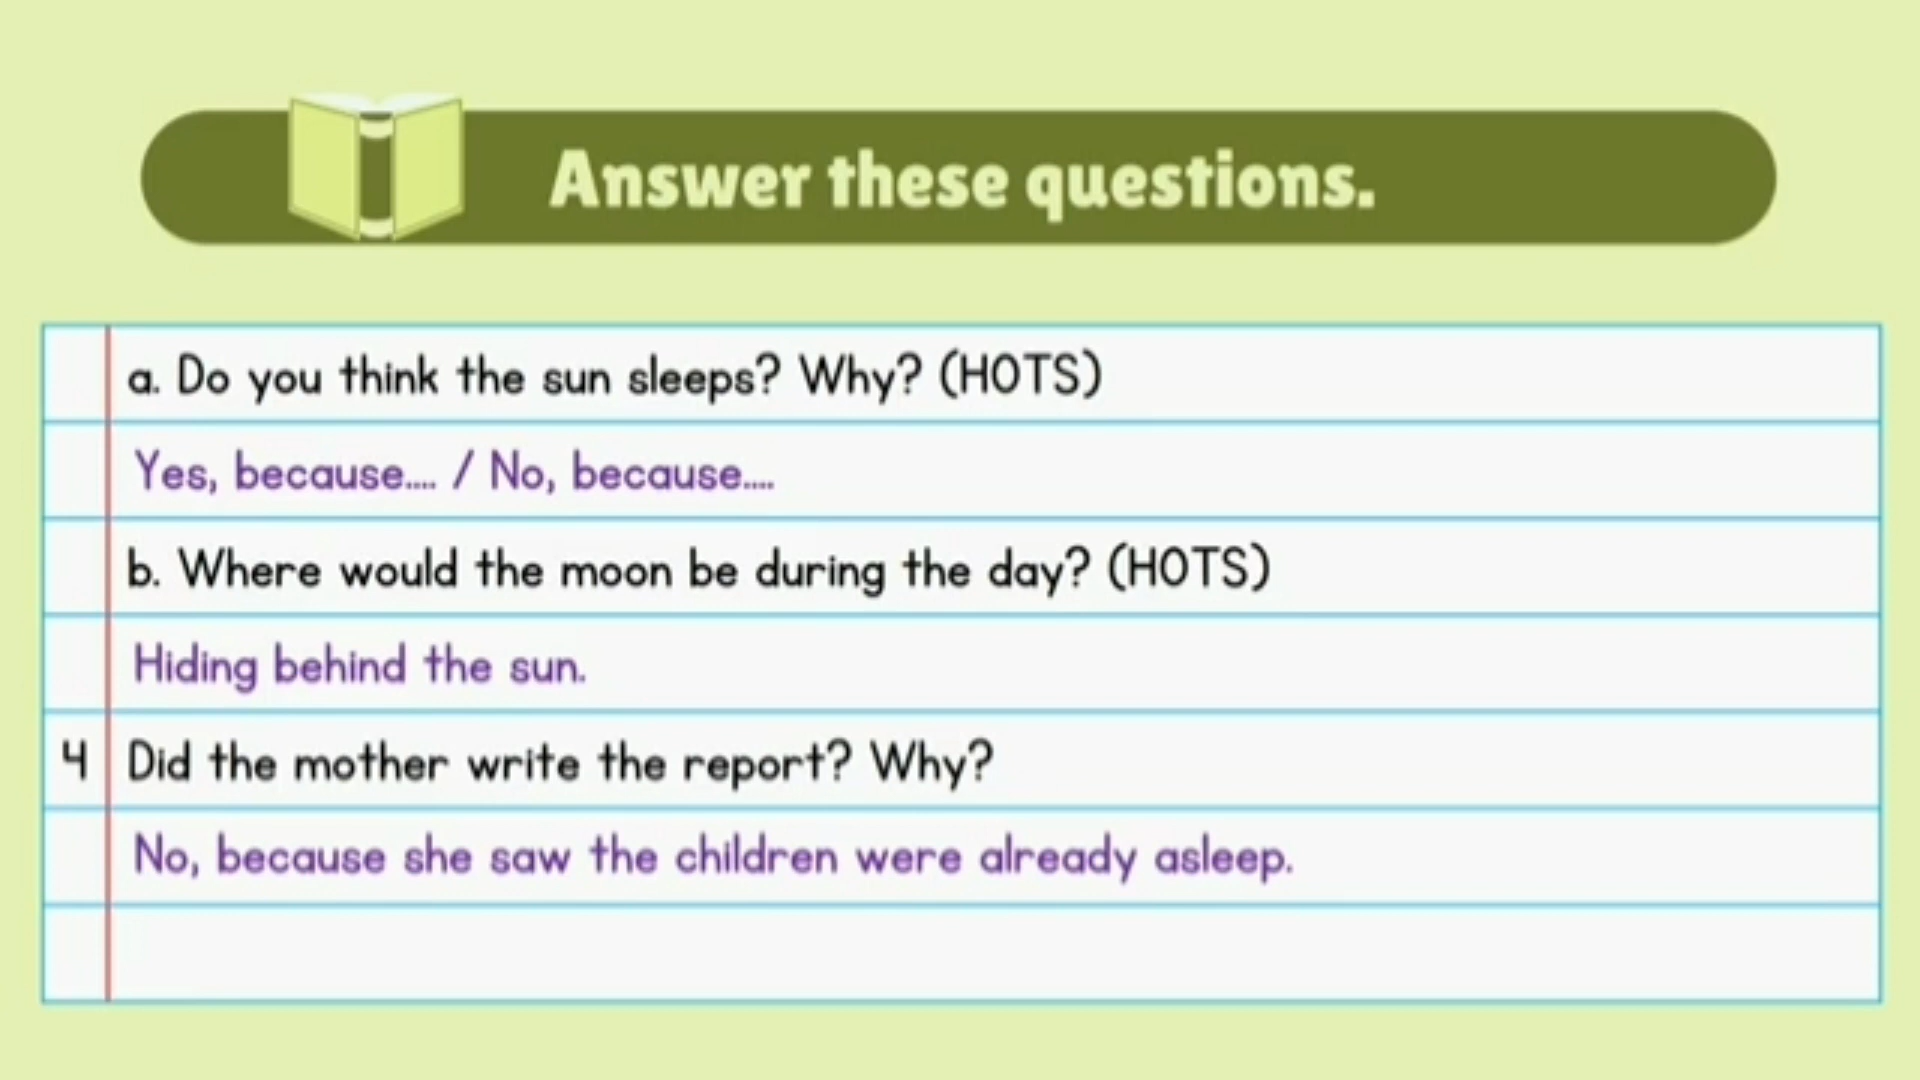 Answer these questions.
a. Do you think the sun sleeps? Why? (HOTS)
Yes, because.... / No, because....
b. Where would the moon be during the day? (HOTS)
Hiding behind the sun.
4 Did the mother write the report? Why?
No, because she saw the children were already asleep.